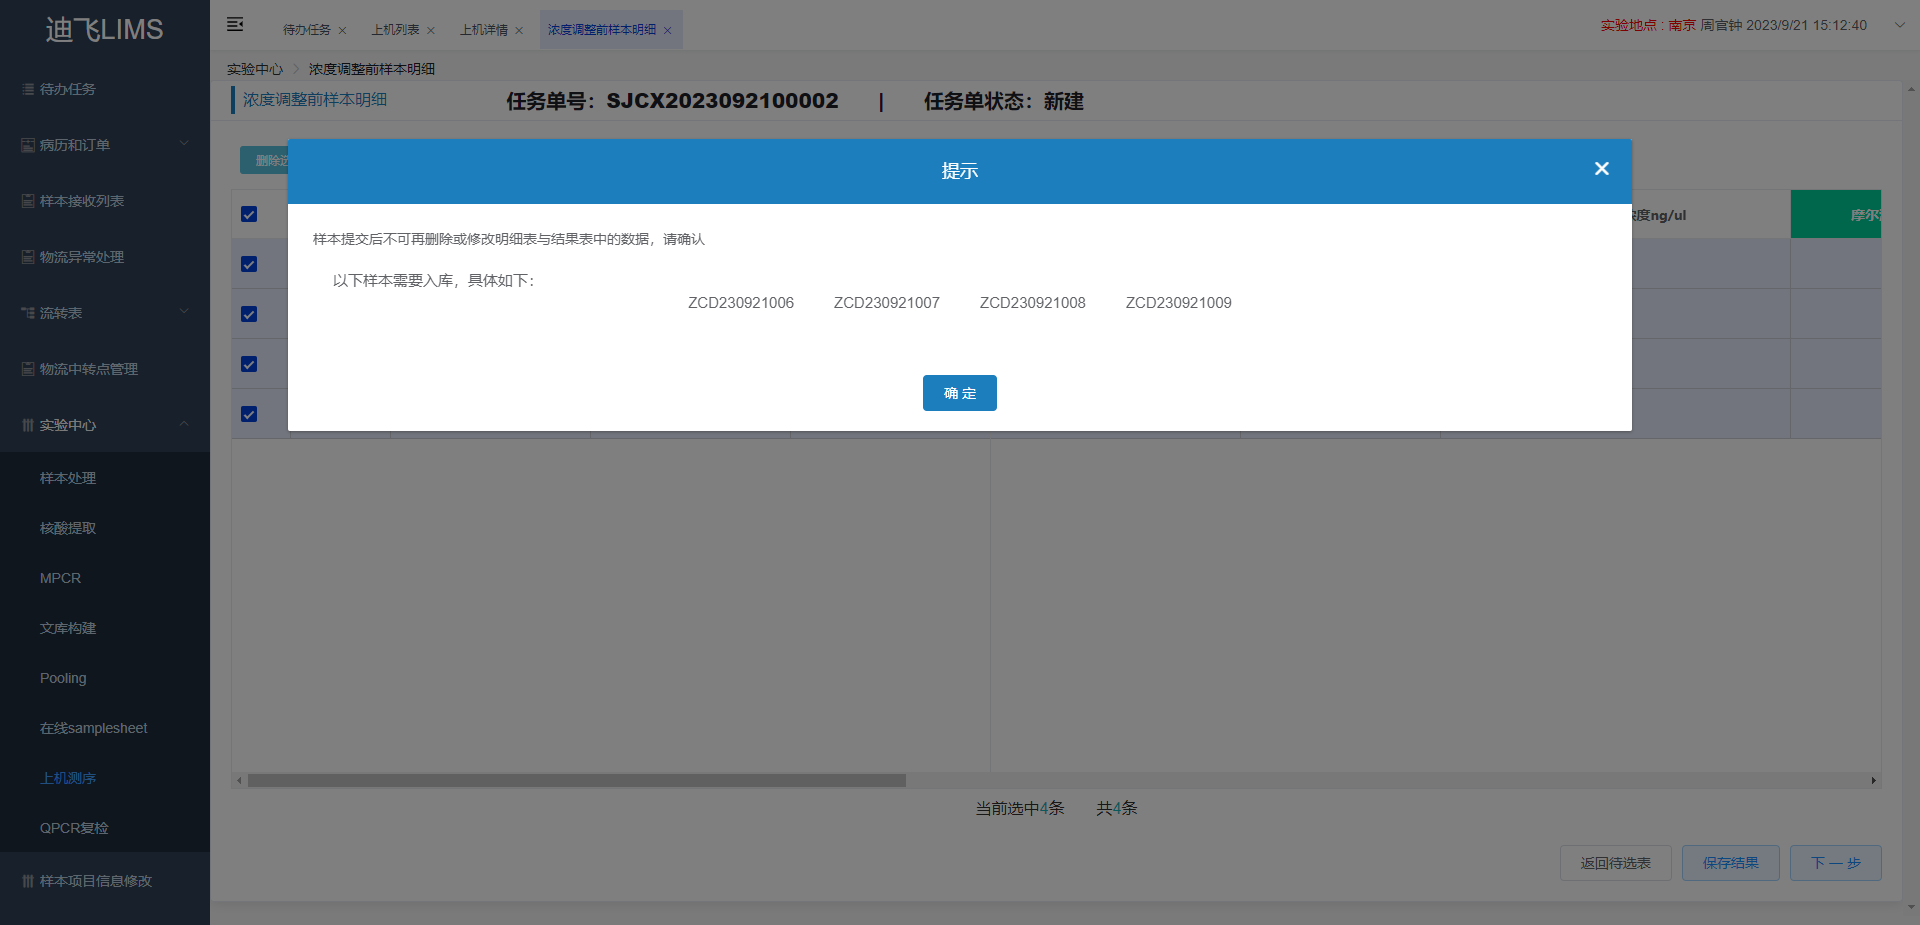 迪飞LIMS
待办任务
上机列表
上机详情
浓度调整前样本明细
实验地点 : 南京 周官钟 2023/9/21 15:12:40
实验中心
浓度调整前样本明细
浓度调整前样本明细
任务单号：SJCX2023092100002 | 任务单状态：新建
待办任务
病历和订单
样本接收列表
物流异常处理
流转表
物流中转点管理
实验中心
样本处理
核酸提取
MPCR
文库构建
Pooling
在线samplesheet
上机测序
QPCR复检
样本项目信息修改
删除
度ng/ul
摩尔
提示
样本提交后不可再删除或修改明细表与结果表中的数据，请确认
以下样本需要入库，具体如下：
ZCD230921006 ZCD230921007 ZCD230921008 ZCD230921009
确 定
当前选中4条 共4条
返回待选表
保存结果
下 一 步